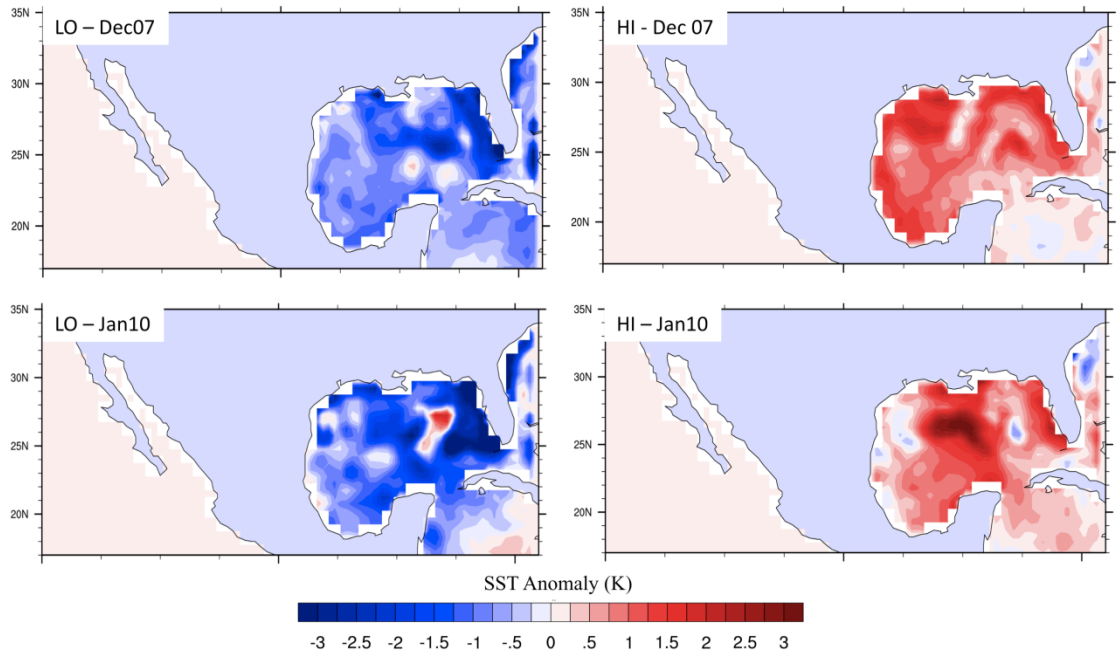 35N
LO – Dec07
30N
25N
20N
35N
HI - Dec 07
30N
25N
20N
35N
LO – Jan10
30N
25N
20N
35N
HI – Jan10
30N
25N
20N
SST Anomaly (K)
-3 -2.5 -2 -1.5 -1 -.5 0 .5 1 1.5 2 2.5 3